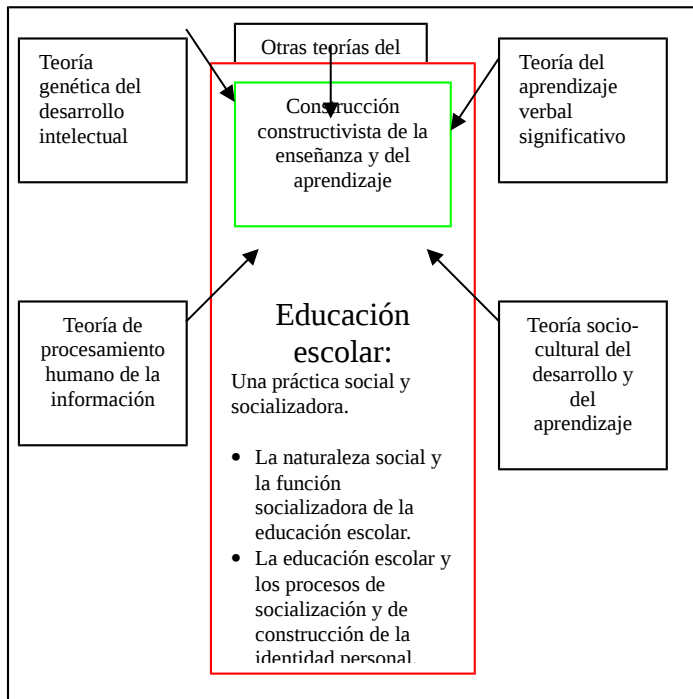 Otras teorías del
Teoría
genética del
desarrollo
intelectual
Construcción
constructivista de la
enseñanza y del
aprendizaje
Teoría del
aprendizaje
verbal
significativo
Teoría de
procesamiento
humano de la
información
Educación
escolar:
Una práctica social y
socializadora.
• La naturaleza social y
la función
socializadora de la
educación escolar.
• La educación escolar y
los procesos de
socialización y de
construcción de la
identidad personal.
Teoría socio-
cultural del
desarrollo y
del
aprendizaje